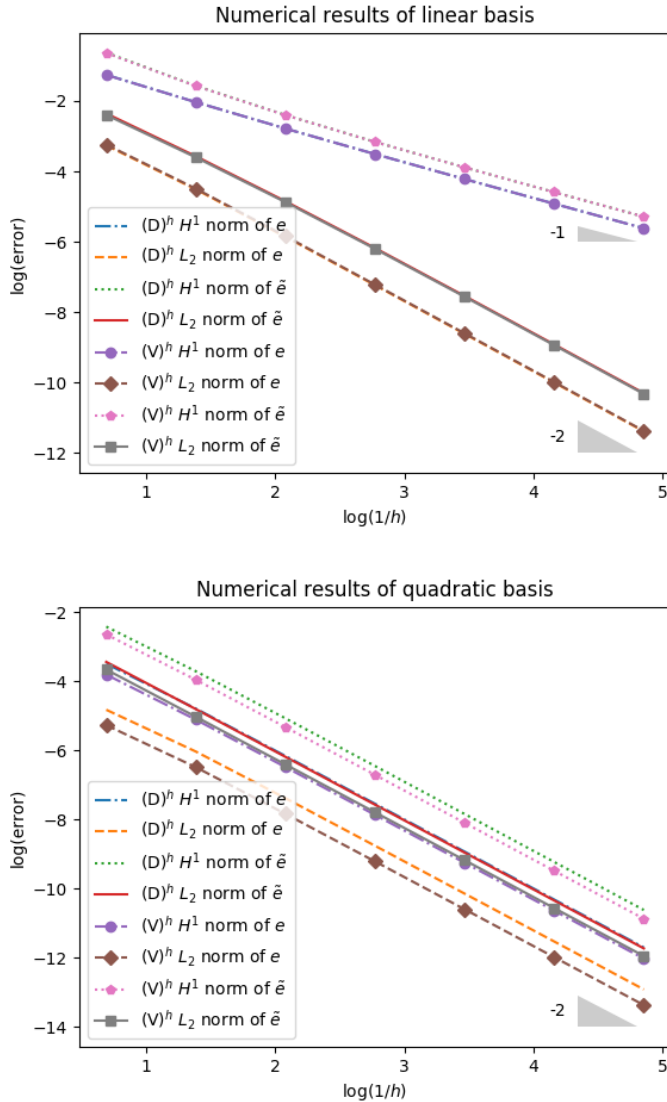 Numerical results of linear basis
log(error)
−2
−4
−6
−8
−10
−12
(D)^h H^1 norm of e
(D)^h L_2 norm of e
(D)^h H^1 norm of ẽ
(D)^h L_2 norm of ẽ
(V)^h H^1 norm of e
(V)^h L_2 norm of e
(V)^h H^1 norm of ẽ
(V)^h L_2 norm of ẽ
-1
-2
1 2 3 4 5
log(1/h)
Numerical results of quadratic basis
log(error)
−2
−4
−6
−8
−10
−12
−14
(D)^h H^1 norm of e
(D)^h L_2 norm of e
(D)^h H^1 norm of ẽ
(D)^h L_2 norm of ẽ
(V)^h H^1 norm of e
(V)^h L_2 norm of e
(V)^h H^1 norm of ẽ
(V)^h L_2 norm of ẽ
-2
1 2 3 4 5
log(1/h)